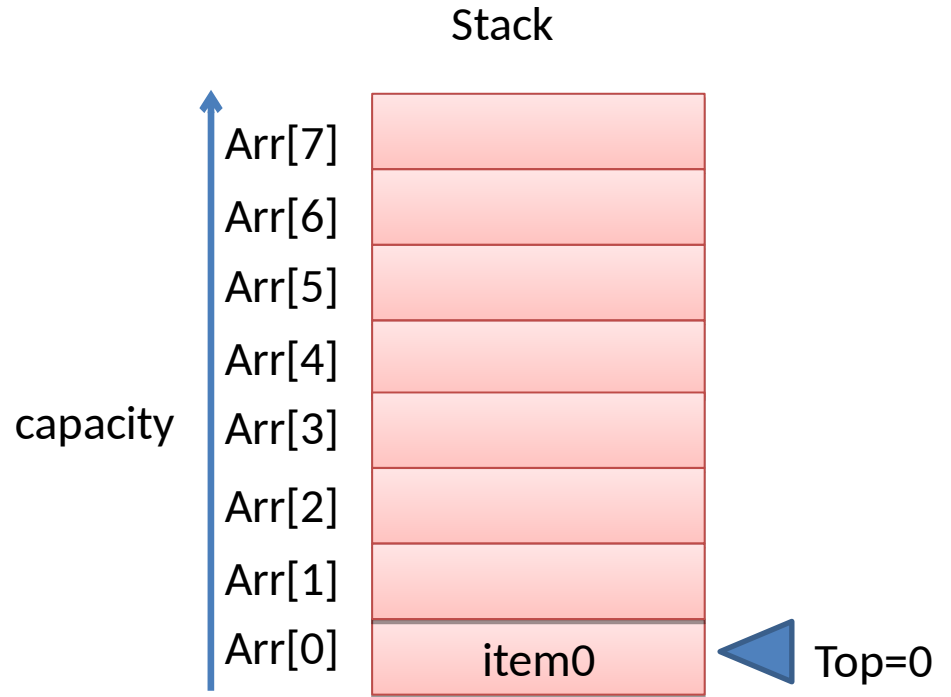 Stack
Arr[7]
Arr[6]
Arr[5]
Arr[4]
capacity
Arr[3]
Arr[2]
Arr[1]
Arr[0]
item0
Top=0